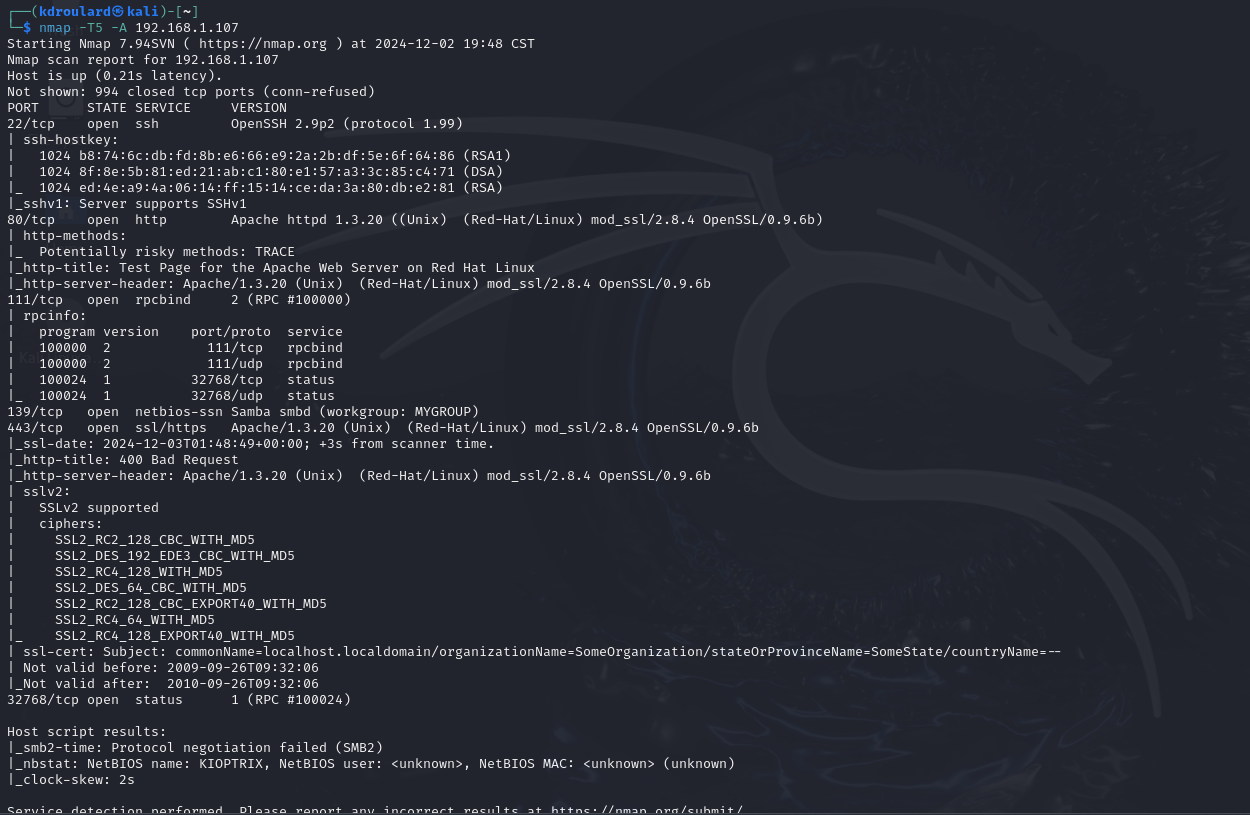 ┌──(kdroulard㉿kali)-[~]
└─$ nmap -T5 -A 192.168.1.107
Starting Nmap 7.94SVN ( https://nmap.org ) at 2024-12-02 19:48 CST
Nmap scan report for 192.168.1.107
Host is up (0.21s latency).
Not shown: 994 closed tcp ports (conn-refused)
PORT      STATE SERVICE     VERSION
22/tcp    open  ssh         OpenSSH 2.9p2 (protocol 1.99)
| ssh-hostkey:
|   1024 b8:74:6c:db:fd:8b:e6:66:e9:2a:2b:df:5e:6f:64:86 (RSA1)
|   1024 8f:8e:5b:81:ed:21:ab:c1:80:e1:57:a3:3c:85:c4:71 (DSA)
|_  1024 ed:4e:a9:4a:06:14:ff:15:14:ce:da:3a:80:db:e2:81 (RSA)
|_sshv1: Server supports SSHv1
80/tcp    open  http        Apache httpd 1.3.20 ((Unix)  (Red-Hat/Linux) mod_ssl/2.8.4 OpenSSL/0.9.6b)
| http-methods:
|_  Potentially risky methods: TRACE
|_http-title: Test Page for the Apache Web Server on Red Hat Linux
|_http-server-header: Apache/1.3.20 (Unix)  (Red-Hat/Linux) mod_ssl/2.8.4 OpenSSL/0.9.6b
111/tcp   open  rpcbind     2 (RPC #100000)
| rpcinfo:
|   program version    port/proto  service
|   100000  2            111/tcp   rpcbind
|   100000  2            111/udp   rpcbind
|   100024  1          32768/tcp   status
|_  100024  1          32768/udp   status
139/tcp   open  netbios-ssn Samba smbd (workgroup: MYGROUP)
443/tcp   open  ssl/https   Apache/1.3.20 (Unix)  (Red-Hat/Linux) mod_ssl/2.8.4 OpenSSL/0.9.6b
|_ssl-date: 2024-12-03T01:48:49+00:00; +3s from scanner time.
|_http-title: 400 Bad Request
|_http-server-header: Apache/1.3.20 (Unix)  (Red-Hat/Linux) mod_ssl/2.8.4 OpenSSL/0.9.6b
| sslv2:
|   SSLv2 supported
|   ciphers:
|     SSL2_RC2_128_CBC_WITH_MD5
|     SSL2_DES_192_EDE3_CBC_WITH_MD5
|     SSL2_RC4_128_WITH_MD5
|     SSL2_DES_64_CBC_WITH_MD5
|     SSL2_RC2_128_CBC_EXPORT40_WITH_MD5
|     SSL2_RC4_64_WITH_MD5
|_    SSL2_RC4_128_EXPORT40_WITH_MD5
| ssl-cert: Subject: commonName=localhost.localdomain/organizationName=SomeOrganization/stateOrProvinceName=SomeState/countryName=--
| Not valid before: 2009-09-26T09:32:06
|_Not valid after:  2010-09-26T09:32:06
32768/tcp open  status      1 (RPC #100024)
Host script results:
|_smb2-time: Protocol negotiation failed (SMB2)
|_nbstat: NetBIOS name: KIOPTRIX, NetBIOS user: <unknown>, NetBIOS MAC: <unknown> (unknown)
|_clock-skew: 2s
Service detection performed. Please report any incorrect results at https://nmap.org/submit/